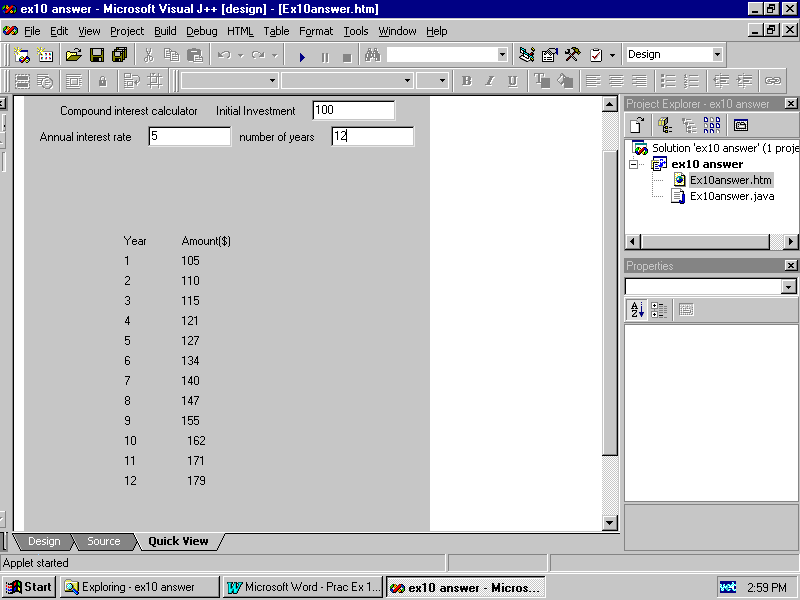 ex10 answer - Microsoft Visual J++ [design] - [Ex10answer.htm]
File Edit View Project Build Debug HTML Table Format Tools Window Help
Design
B I U
Compound interest calculator Initial Investment 100
Annual interest rate 5 number of years 12
Year Amount($)
1 105
2 110
3 115
4 121
5 127
6 134
7 140
8 147
9 155
10 162
11 171
12 179
Project Explorer - ex10 answer
Solution 'ex10 answer' (1 proje
ex10 answer
Ex10answer.htm
Ex10answer.java
Properties
Design Source Quick View
Applet started
Start Exploring - ex10 answer Microsoft Word - Prac Ex 1... ex10 answer - Micros... vet 2:59 PM